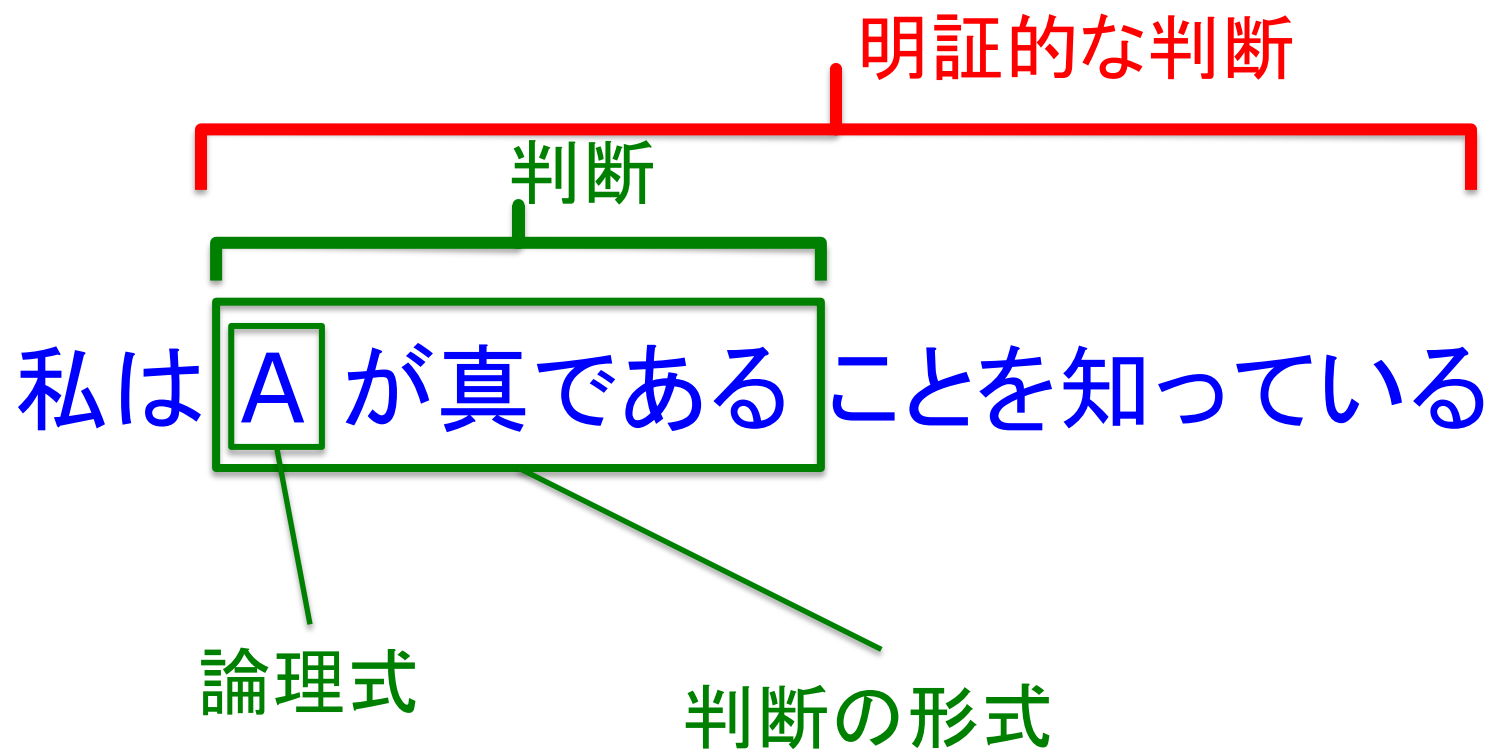 明証的な判断
判断
私は A が真である ことを知っている
論理式
判断の形式